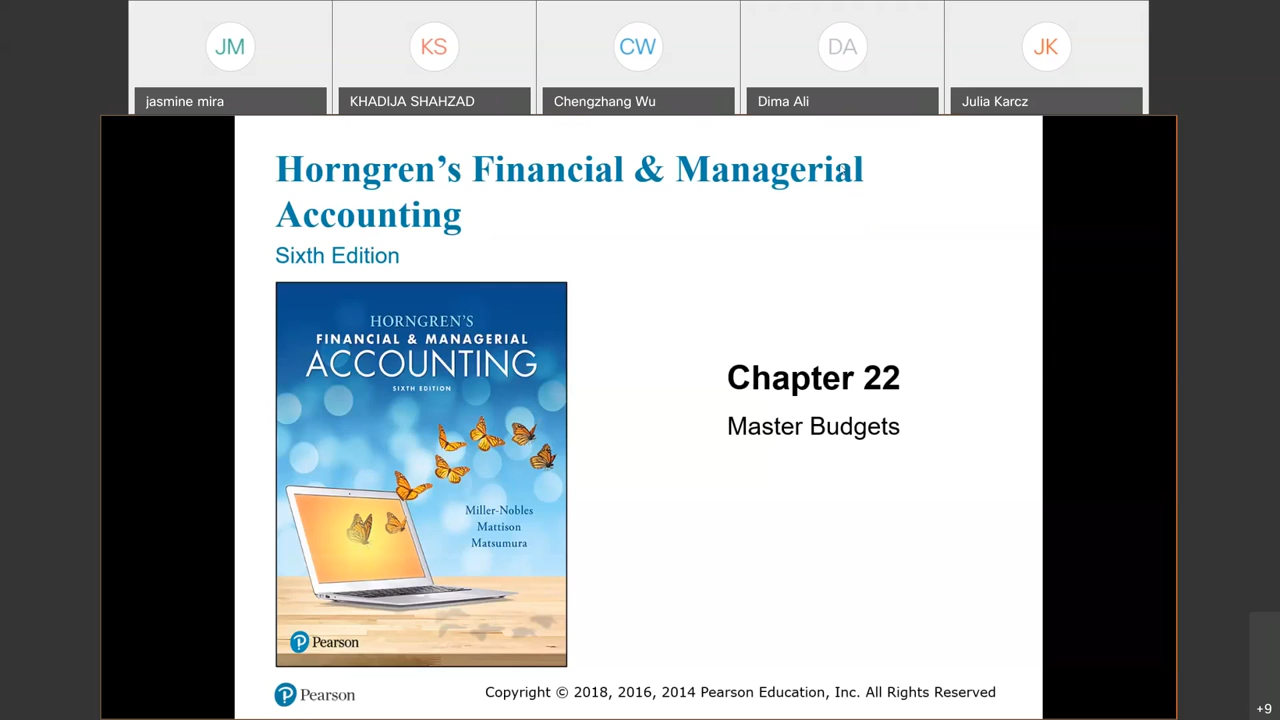 JM
KS
CW
DA
JK
jasmine mira
KHADIJA SHAHZAD
Chengzhang Wu
Dima Ali
Julia Karcz
Horngren’s Financial & Managerial
Accounting
Sixth Edition
HORNGREN'S
FINANCIAL & MANAGERIAL
ACCOUNTING
SIXTH EDITION
Miller-Nobles
Mattison
Matsumura
P Pearson
Chapter 22
Master Budgets
P Pearson
Copyright © 2018, 2016, 2014 Pearson Education, Inc. All Rights Reserved
+9